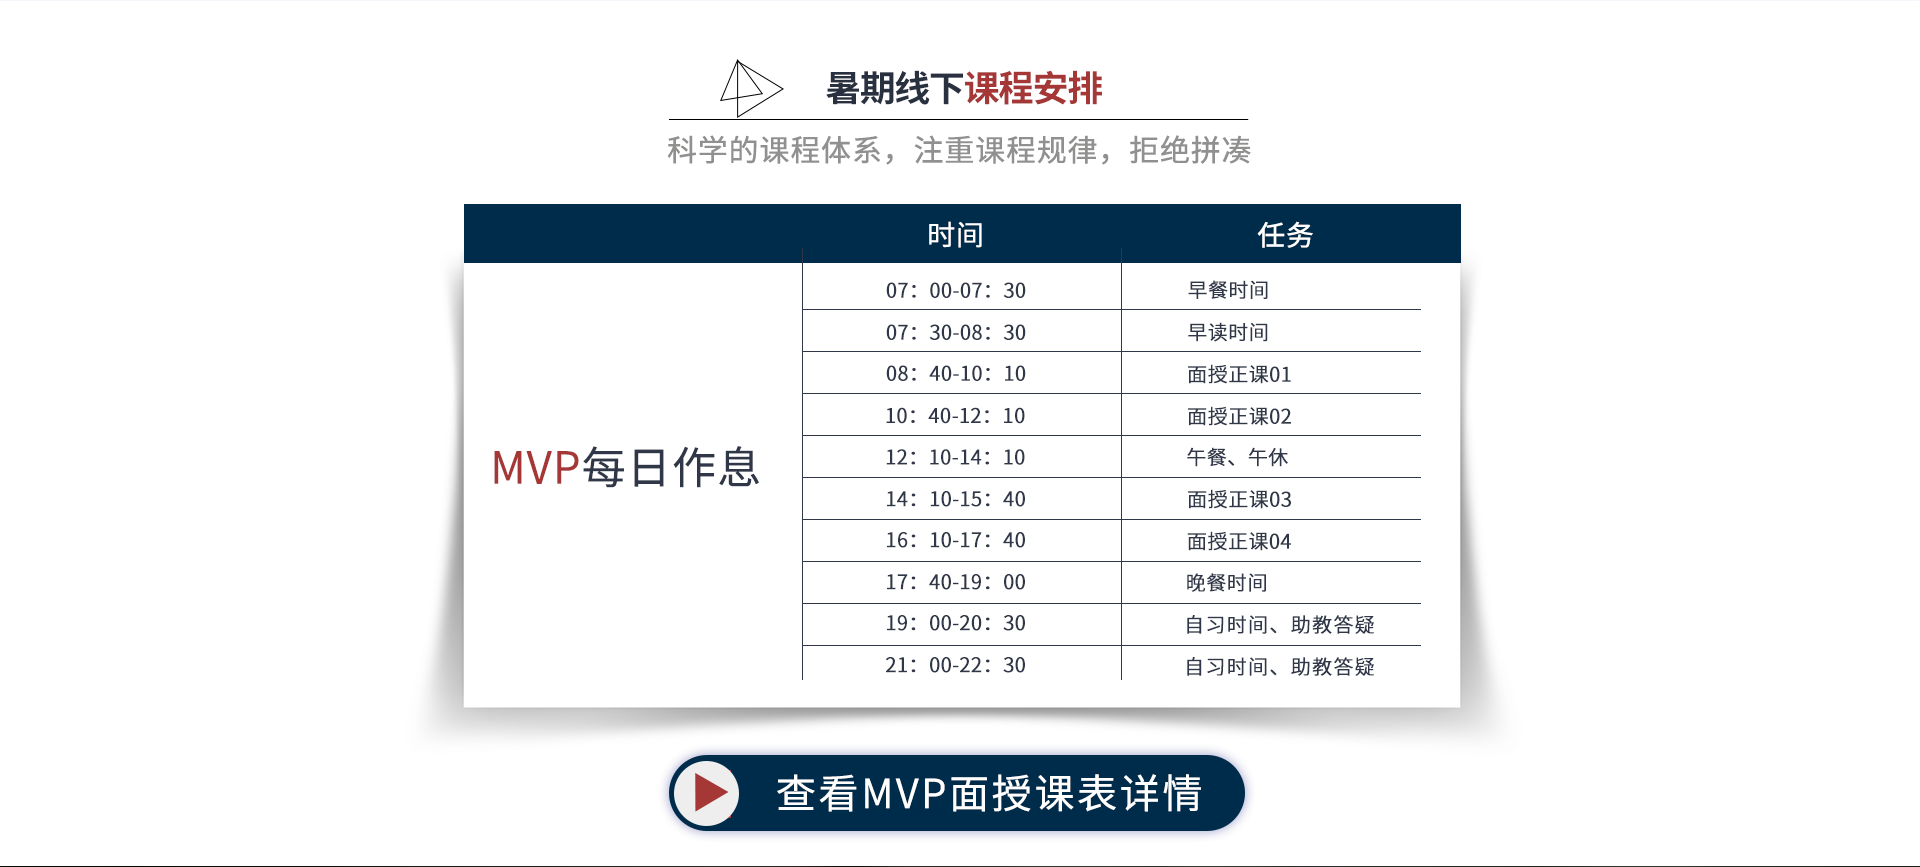 暑期线下课程安排
科学的课程体系，注重课程规律，拒绝拼凑
时间 任务
07：00-07：30 早餐时间
07：30-08：30 早读时间
08：40-10：10 面授正课01
10：40-12：10 面授正课02
MVP每日作息
12：10-14：10 午餐、午休
14：10-15：40 面授正课03
16：10-17：40 面授正课04
17：40-19：00 晚餐时间
19：00-20：30 自习时间、助教答疑
21：00-22：30 自习时间、助教答疑
查看MVP面授课表详情